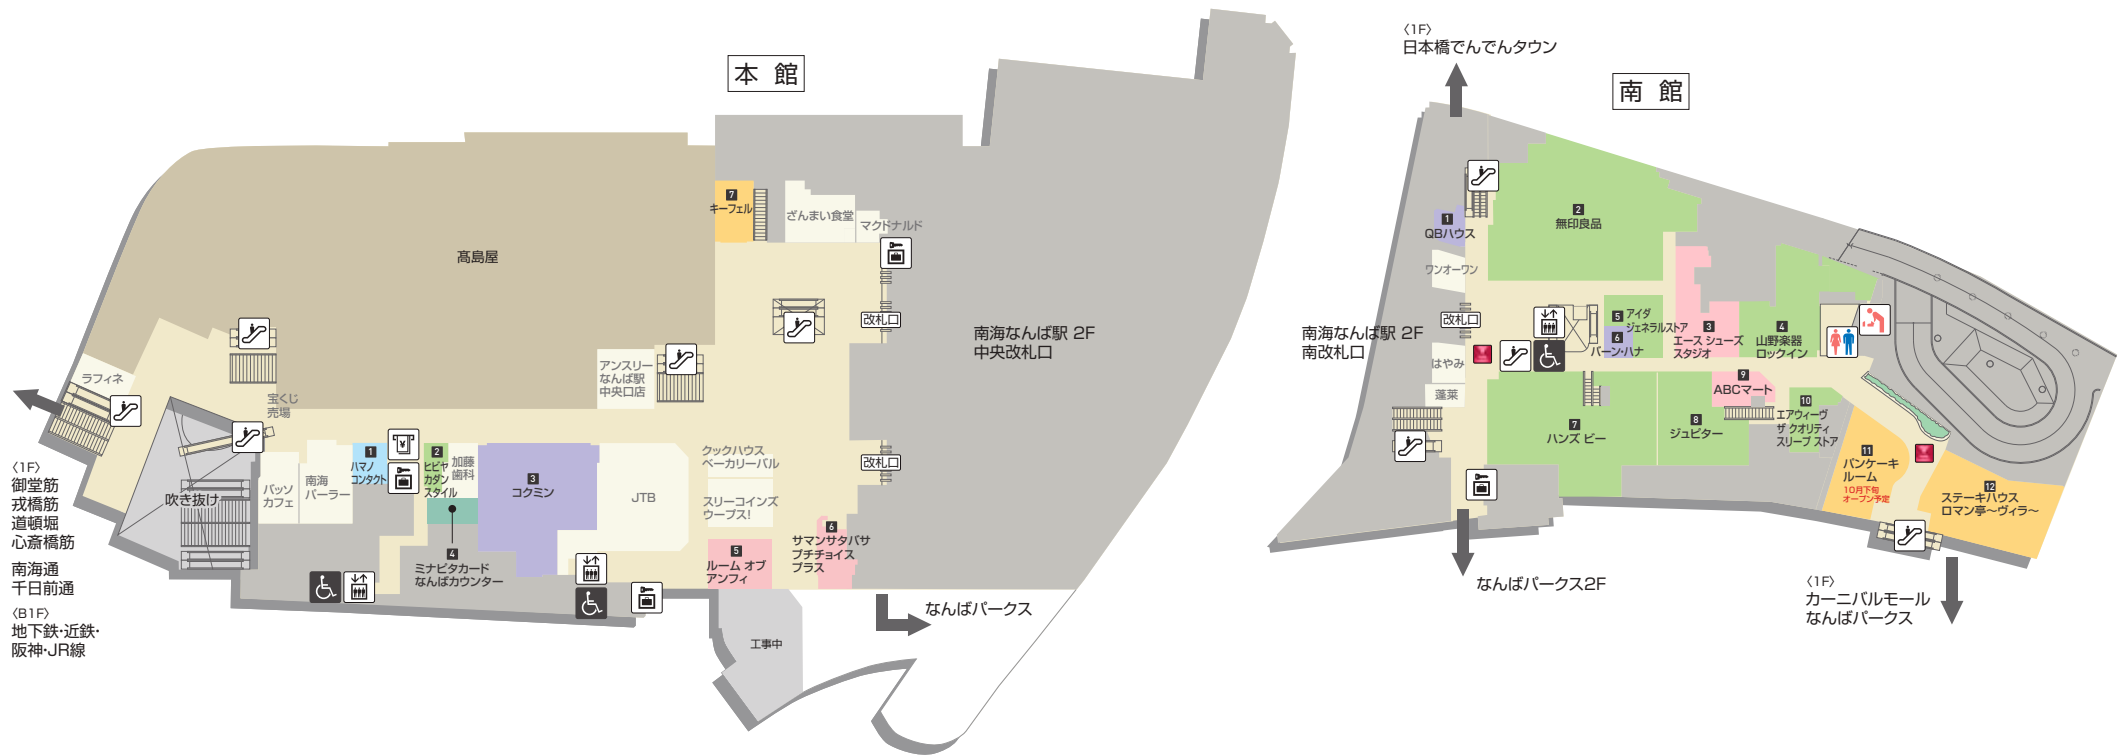 本館
7
キーフェル
ざんまい食堂
マクドナルド
髙島屋
改札口
南海なんば駅 2F
中央改札口
アンスリー
なんば駅
中央口店
ラフィネ
宝くじ
売場
吹き抜け
〈1F〉
御堂筋
戎橋筋
道頓堀
心斎橋筋
南海通
千日前通
〈B1F〉
地下鉄・近鉄・
阪神・JR線
パッソ
カフェ
南海
パーラー
1
ハマノ
コンタクト
2
ヒビヤ
カダン
スタイル
加藤
歯科
3
コクミン
JTB
4
ミナピタカード
なんばカウンター
クックハウス
ベーカリーバル
スリーコインズ
ウープス!
改札口
5
ルーム オブ
アンフィ
6
サマンサタバサ
プチチョイス
プラス
なんばパークス
工事中
〈1F〉
日本橋でんでんタウン
南館
1
QBハウス
ワンオーワン
改札口
南海なんば駅 2F
南改札口
はやみ
蓬莱
2
無印良品
5
アイダ
ジェネラルストア
6
バーン・ハナ
3
エース シューズ
スタジオ
4
山野楽器
ロックイン
7
ハンズ ビー
8
ジュピター
9
ABCマート
10
エアウィーヴ
ザ クオリティ
スリープ ストア
11
パンケーキ
ルーム
10月下旬
オープン予定
12
ステーキハウス
ロマン亭～ヴィラ～
なんばパークス2F
〈1F〉
カーニバルモール
なんばパークス